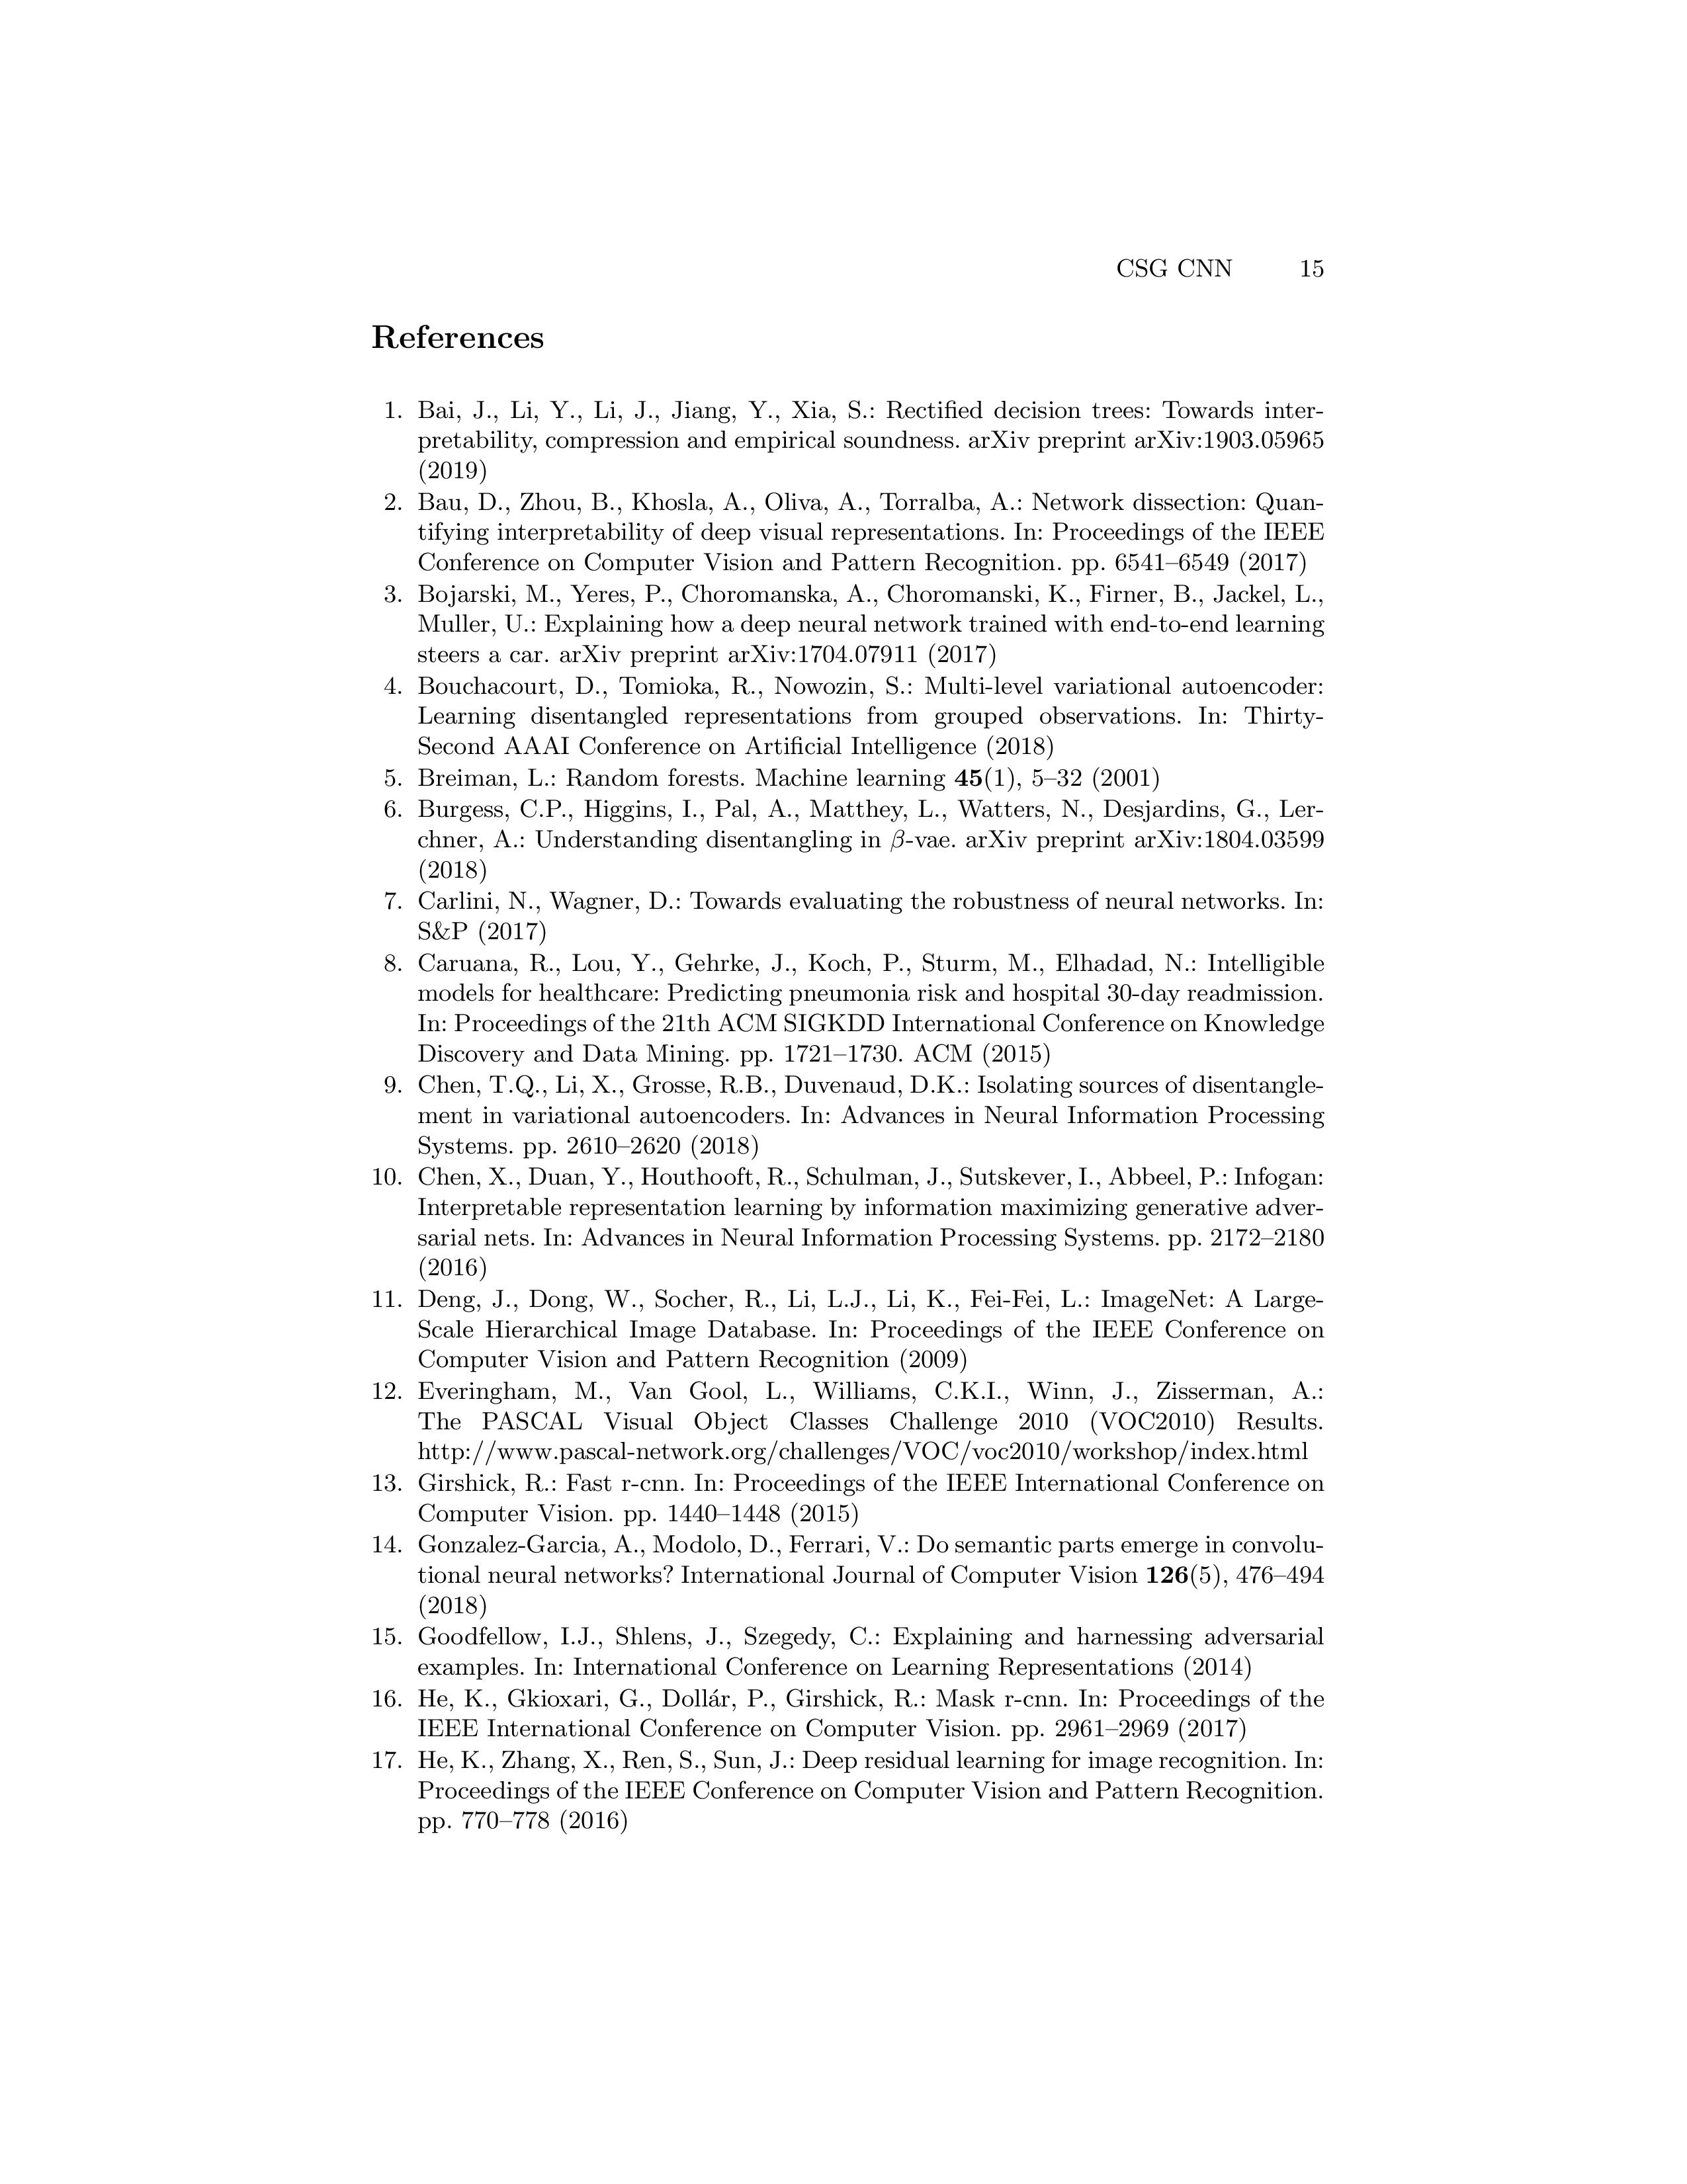 CSG CNN 15
References
1. Bai, J., Li, Y., Li, J., Jiang, Y., Xia, S.: Rectified decision trees: Towards inter-
pretability, compression and empirical soundness. arXiv preprint arXiv:1903.05965
(2019)
2. Bau, D., Zhou, B., Khosla, A., Oliva, A., Torralba, A.: Network dissection: Quan-
tifying interpretability of deep visual representations. In: Proceedings of the IEEE
Conference on Computer Vision and Pattern Recognition. pp. 6541–6549 (2017)
3. Bojarski, M., Yeres, P., Choromanska, A., Choromanski, K., Firner, B., Jackel, L.,
Muller, U.: Explaining how a deep neural network trained with end-to-end learning
steers a car. arXiv preprint arXiv:1704.07911 (2017)
4. Bouchacourt, D., Tomioka, R., Nowozin, S.: Multi-level variational autoencoder:
Learning disentangled representations from grouped observations. In: Thirty-
Second AAAI Conference on Artificial Intelligence (2018)
5. Breiman, L.: Random forests. Machine learning 45(1), 5–32 (2001)
6. Burgess, C.P., Higgins, I., Pal, A., Matthey, L., Watters, N., Desjardins, G., Ler-
chner, A.: Understanding disentangling in β-vae. arXiv preprint arXiv:1804.03599
(2018)
7. Carlini, N., Wagner, D.: Towards evaluating the robustness of neural networks. In:
S&P (2017)
8. Caruana, R., Lou, Y., Gehrke, J., Koch, P., Sturm, M., Elhadad, N.: Intelligible
models for healthcare: Predicting pneumonia risk and hospital 30-day readmission.
In: Proceedings of the 21th ACM SIGKDD International Conference on Knowledge
Discovery and Data Mining. pp. 1721–1730. ACM (2015)
9. Chen, T.Q., Li, X., Grosse, R.B., Duvenaud, D.K.: Isolating sources of disentangle-
ment in variational autoencoders. In: Advances in Neural Information Processing
Systems. pp. 2610–2620 (2018)
10. Chen, X., Duan, Y., Houthooft, R., Schulman, J., Sutskever, I., Abbeel, P.: Infogan:
Interpretable representation learning by information maximizing generative adver-
sarial nets. In: Advances in Neural Information Processing Systems. pp. 2172–2180
(2016)
11. Deng, J., Dong, W., Socher, R., Li, L.J., Li, K., Fei-Fei, L.: ImageNet: A Large-
Scale Hierarchical Image Database. In: Proceedings of the IEEE Conference on
Computer Vision and Pattern Recognition (2009)
12. Everingham, M., Van Gool, L., Williams, C.K.I., Winn, J., Zisserman, A.:
The PASCAL Visual Object Classes Challenge 2010 (VOC2010) Results.
http://www.pascal-network.org/challenges/VOC/voc2010/workshop/index.html
13. Girshick, R.: Fast r-cnn. In: Proceedings of the IEEE International Conference on
Computer Vision. pp. 1440–1448 (2015)
14. Gonzalez-Garcia, A., Modolo, D., Ferrari, V.: Do semantic parts emerge in convolu-
tional neural networks? International Journal of Computer Vision 126(5), 476–494
(2018)
15. Goodfellow, I.J., Shlens, J., Szegedy, C.: Explaining and harnessing adversarial
examples. In: International Conference on Learning Representations (2014)
16. He, K., Gkioxari, G., Dollár, P., Girshick, R.: Mask r-cnn. In: Proceedings of the
IEEE International Conference on Computer Vision. pp. 2961–2969 (2017)
17. He, K., Zhang, X., Ren, S., Sun, J.: Deep residual learning for image recognition. In:
Proceedings of the IEEE Conference on Computer Vision and Pattern Recognition.
pp. 770–778 (2016)